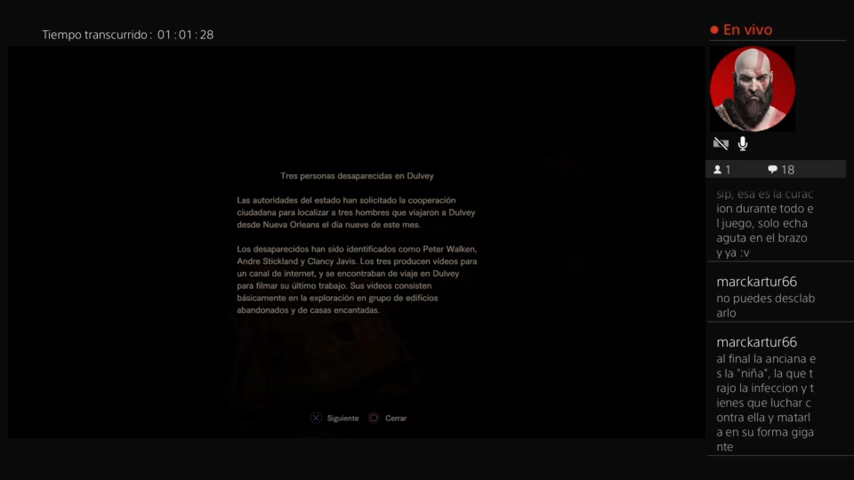 Tiempo transcurrido: 01:01:28
En vivo
1 18
Tres personas desaparecidas en Dulvey
Las autoridades del estado han solicitado la cooperación
ciudadana para localizar a tres hombres que viajaron a Dulvey
desde Nueva Orleans el día nueve de este mes.
Los desaparecidos han sido identificados como Peter Walken,
Andre Stickland y Clancy Javis. Los tres producen vídeos para
un canal de internet, y se encontraban de viaje en Dulvey
para filmar su último trabajo. Sus vídeos consisten
básicamente en la exploración en grupo de edificios
abandonados y de casas encantadas.
Siguiente Cerrar
sip, esa es la curac
ion durante todo e
l juego, solo echa
aguta en el brazo
y ya :v
marckartur66
no puedes desclab
arlo
marckartur66
al final la anciana e
s la "niña", la que t
rajo la infeccion y t
ienes que luchar c
ontra ella y matarl
a en su forma giga
nte